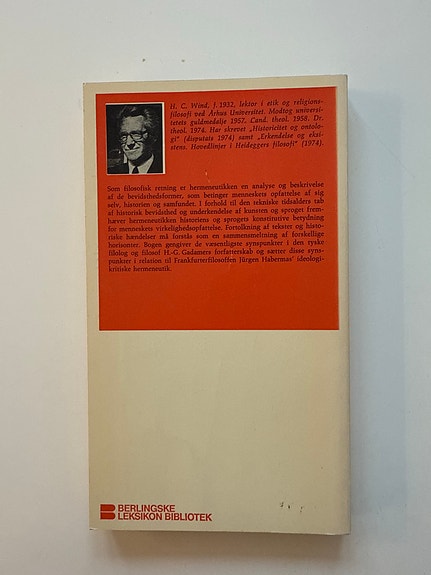 H. C. Wind, f. 1932, lektor i etik og religions-
filosofi ved Århus Universitet. Modtog universi-
tetets guldmedalje 1957. Cand. theol. 1958. Dr.
theol. 1974. Har skrevet „Historicitet og ontolo-
gi“ (disputats 1974) samt „Erkendelse og eksi-
stens. Hovedlinjer i Heideggers filosofi“ (1974).
Som filosofisk retning er hermeneutikken en analyse og beskrivelse
af de bevidsthedsformer, som betinger menneskets opfattelse af sig
selv, historien og samfundet. I forhold til den tekniske tidsalders tab
af historisk bevidsthed og underkendelse af kunsten og sproget frem-
hæver hermeneutikken historiens og sprogets konstitutive betydning
for menneskets virkelighedsopfattelse. Fortolkning af tekster og histo-
riske hændelser må forstås som en sammensmeltning af forskellige
horisonter. Bogen gengiver de væsentligste synspunkter i den tyske
filolog og filosof H.-G. Gadamers forfatterskab og sætter disse syns-
punkter i relation til Frankfurterfilosoffen Jürgen Habermas' ideologi-
kritiske hermeneutik.
BERLINGSKE
LEKSIKON BIBLIOTEK